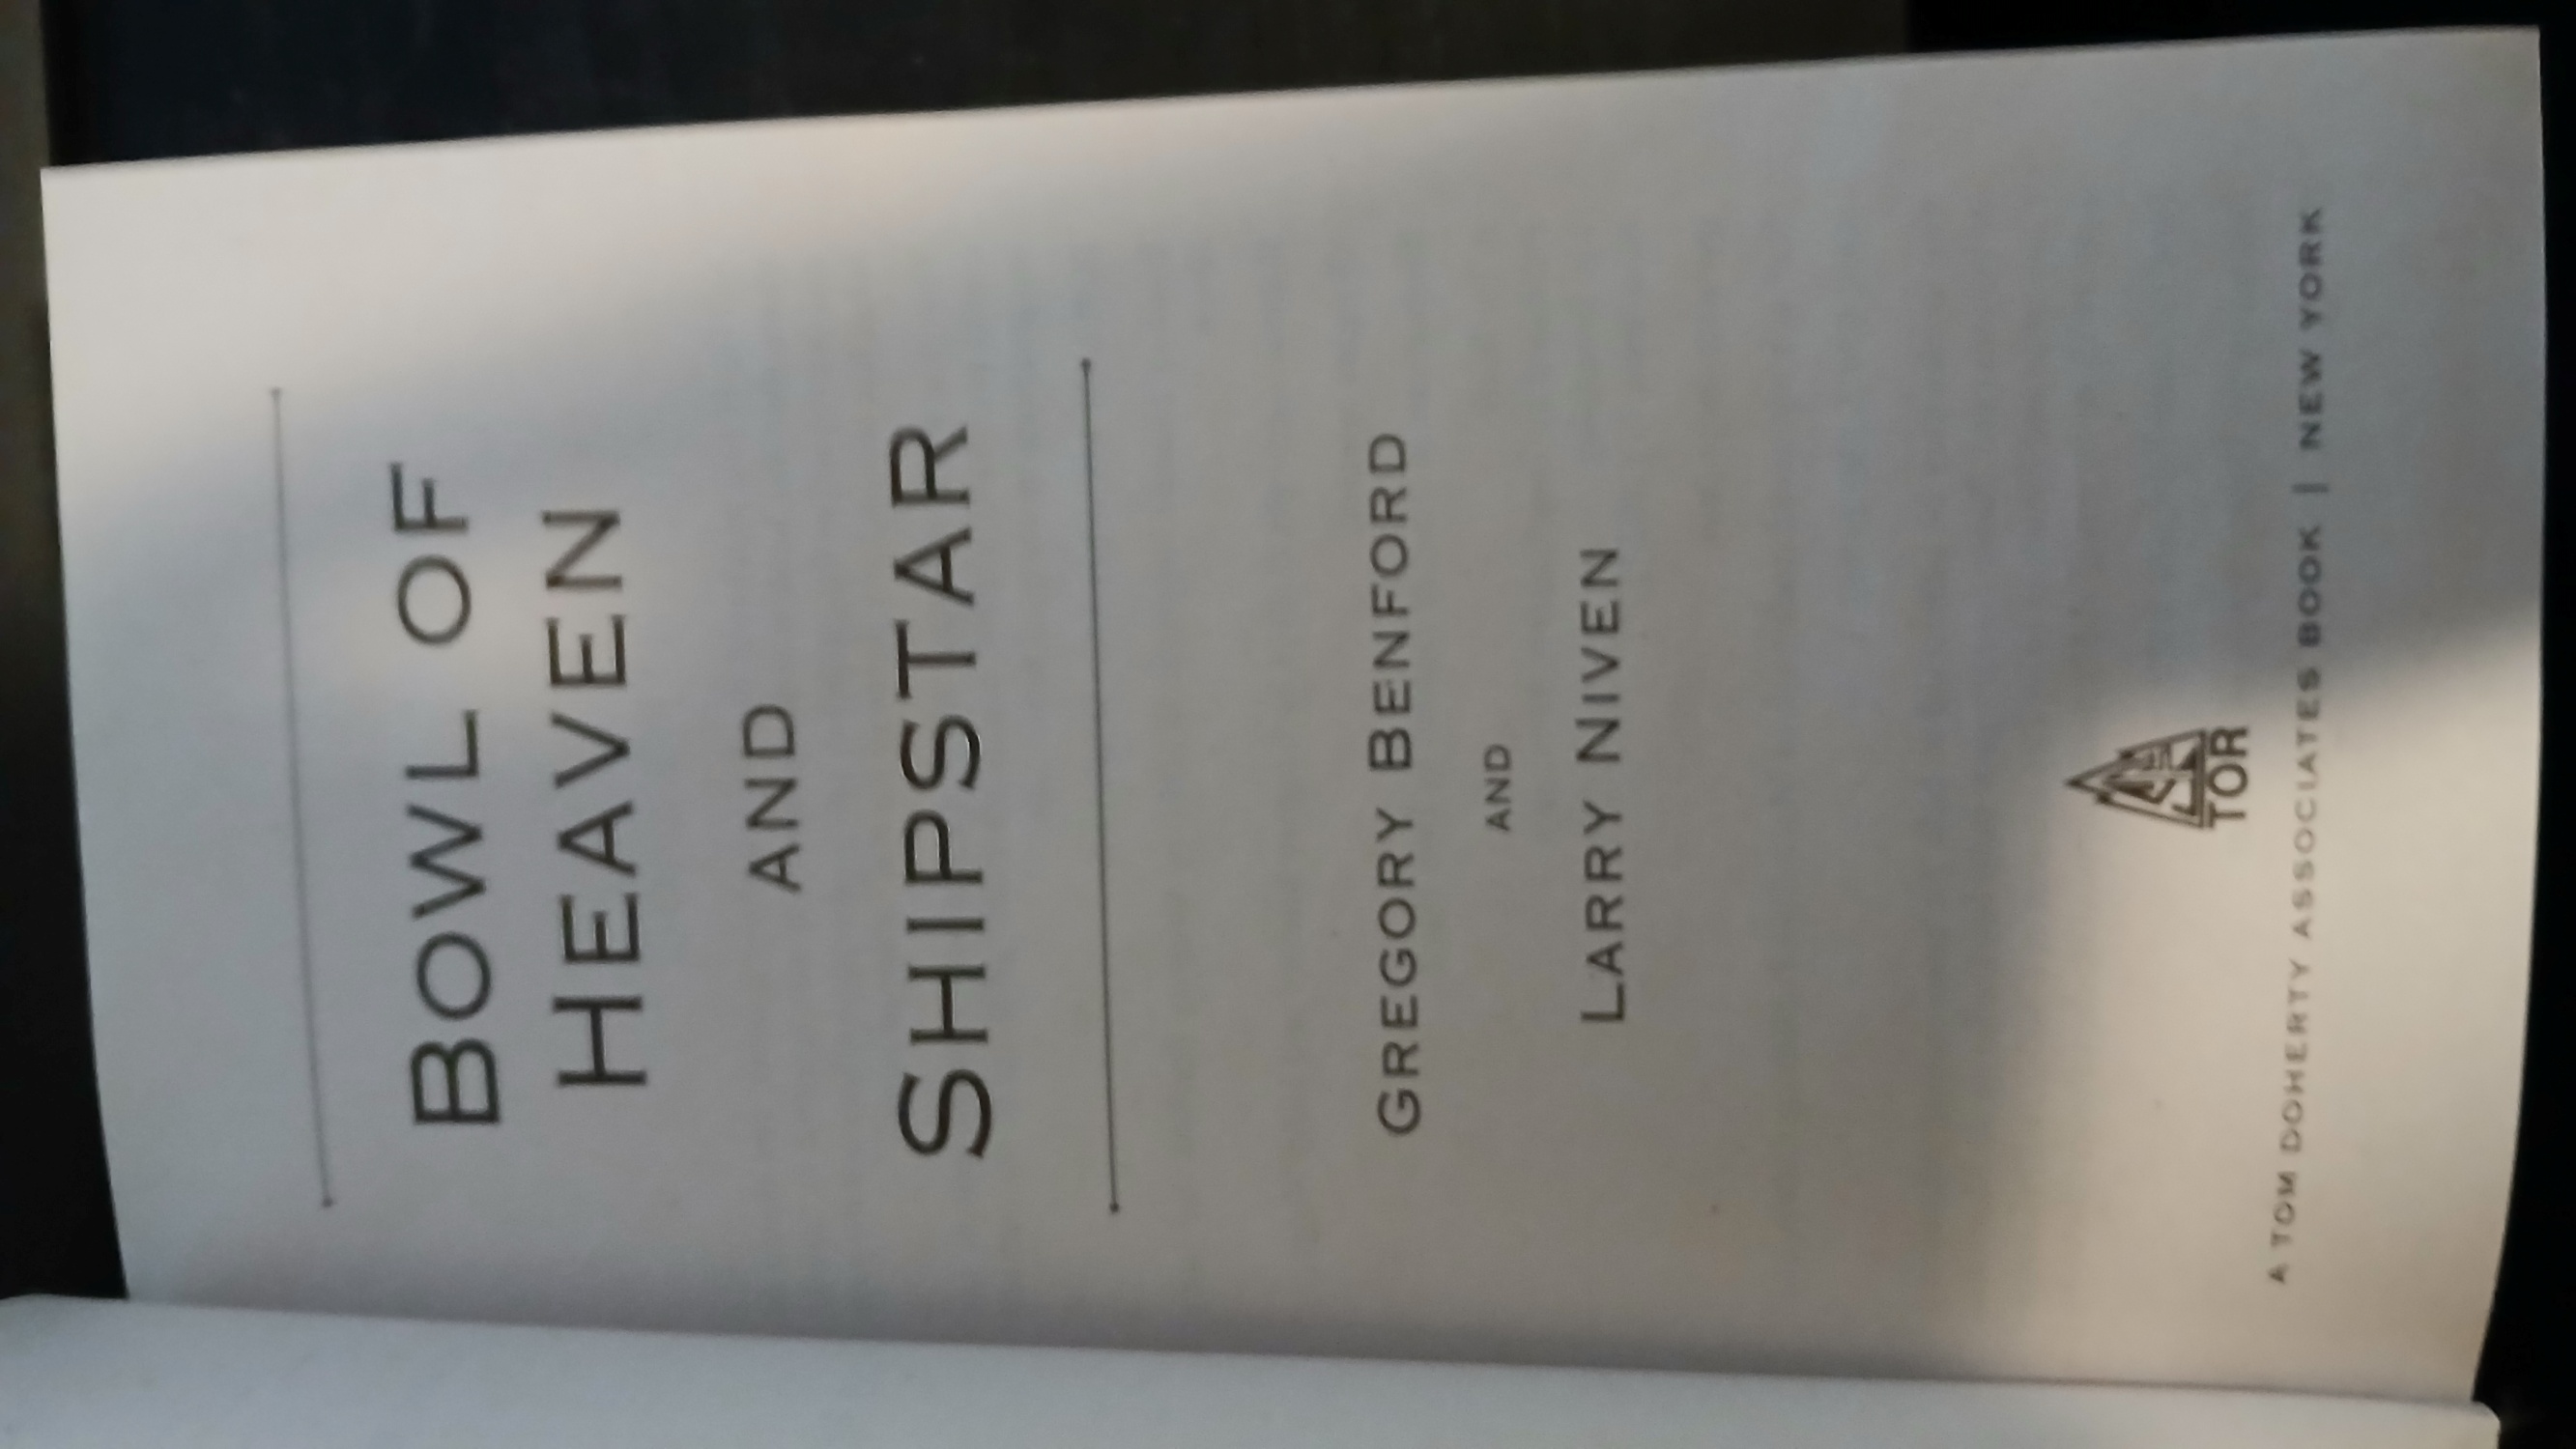 BOWL OF
HEAVEN
AND
SHIPSTAR
GREGORY BENFORD
AND
LARRY NIVEN
TOR
A TOM DOHERTY ASSOCIATES BOOK | NEW YORK